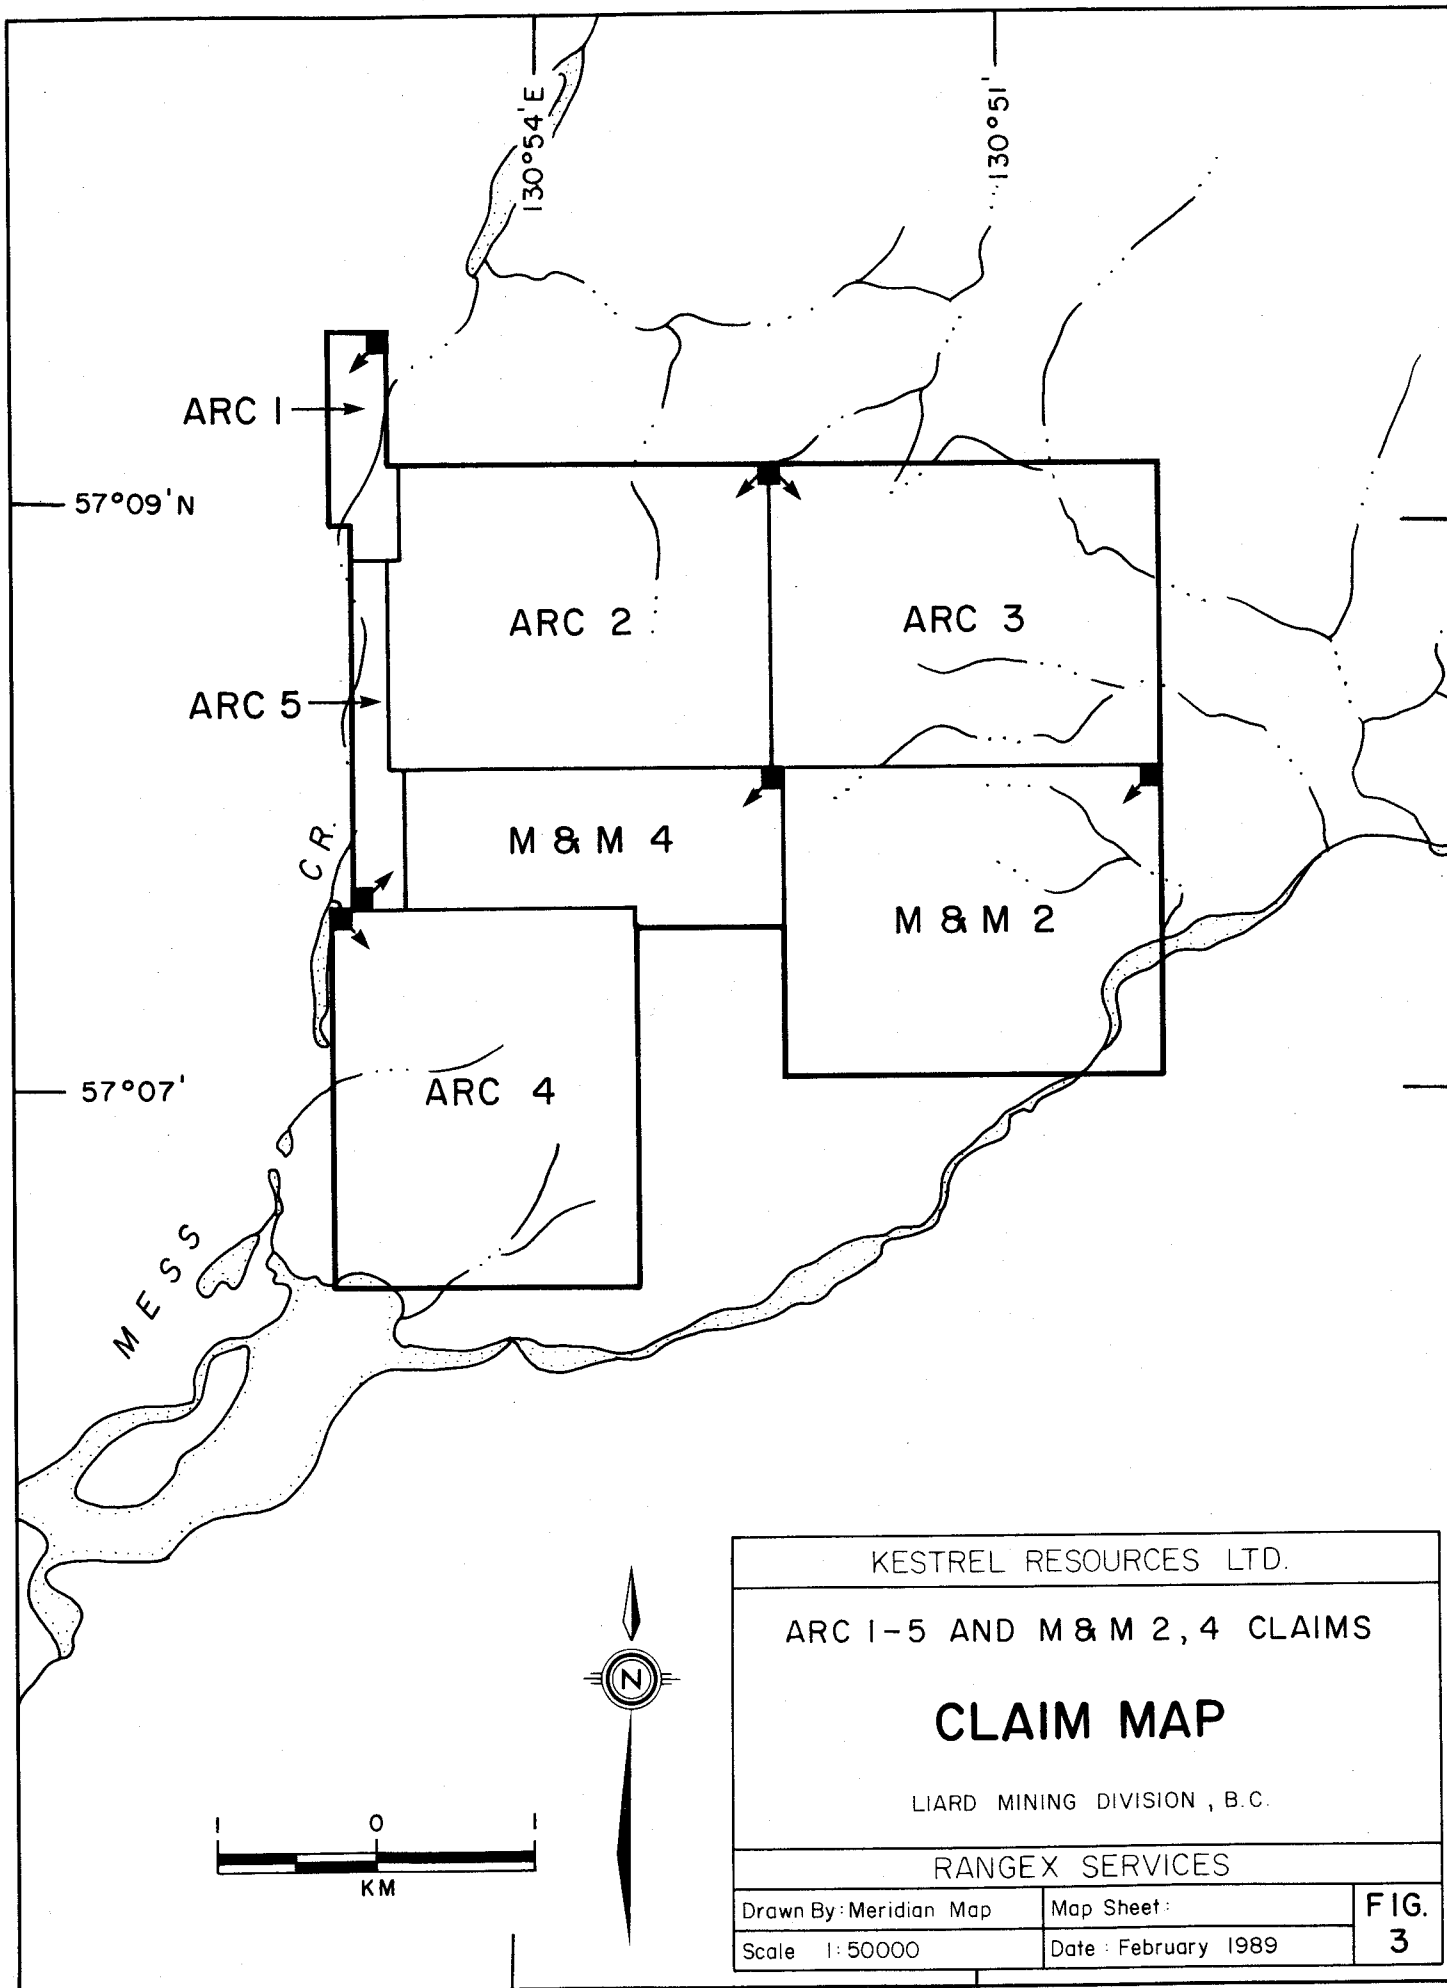 130°54'E
130°51'
ARC 1
57°09'N
ARC 2
ARC 3
ARC 5
M & M 4
CR.
M & M 2
57°07'
ARC 4
MESS
N
1 0 1
KM
KESTREL RESOURCES LTD.
ARC 1-5 AND M & M 2, 4 CLAIMS
CLAIM MAP
LIARD MINING DIVISION, B.C.
RANGEX SERVICES
Drawn By: Meridian Map
Map Sheet:
FIG.
3
Scale 1:50000
Date: February 1989